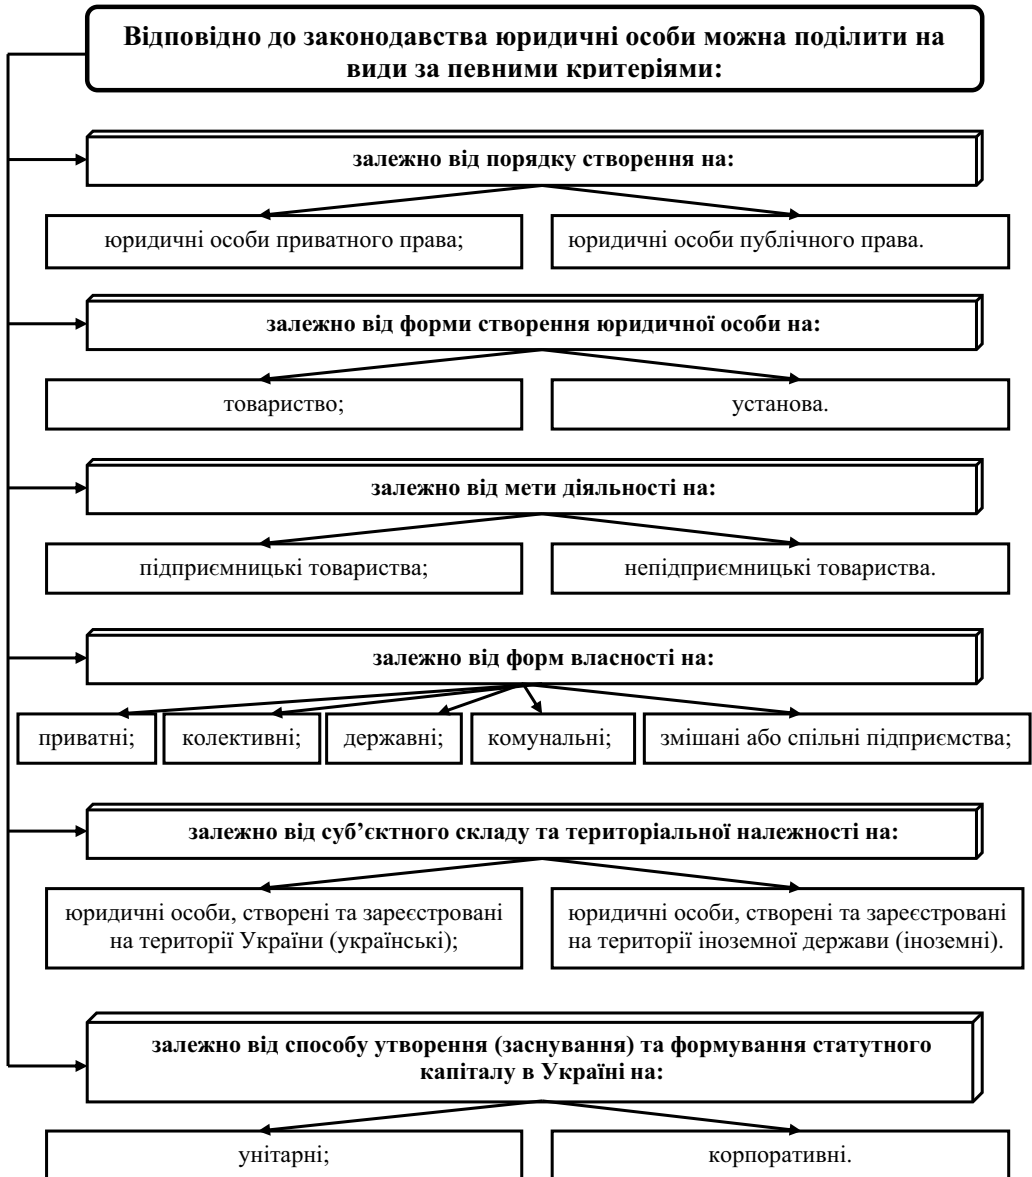 Відповідно до законодавства юридичні особи можна поділити на
види за певними критеріями:
залежно від порядку створення на:
юридичні особи приватного права;
юридичні особи публічного права.
залежно від форми створення юридичної особи на:
товариство;
установа.
залежно від мети діяльності на:
підприємницькі товариства;
непідприємницькі товариства.
залежно від форм власності на:
приватні;
колективні;
державні;
комунальні;
змішані або спільні підприємства;
залежно від суб’єктного складу та територіальної належності на:
юридичні особи, створені та зареєстровані
на території України (українські);
юридичні особи, створені та зареєстровані
на території іноземної держави (іноземні).
залежно від способу утворення (заснування) та формування статутного
капіталу в Україні на:
унітарні;
корпоративні.